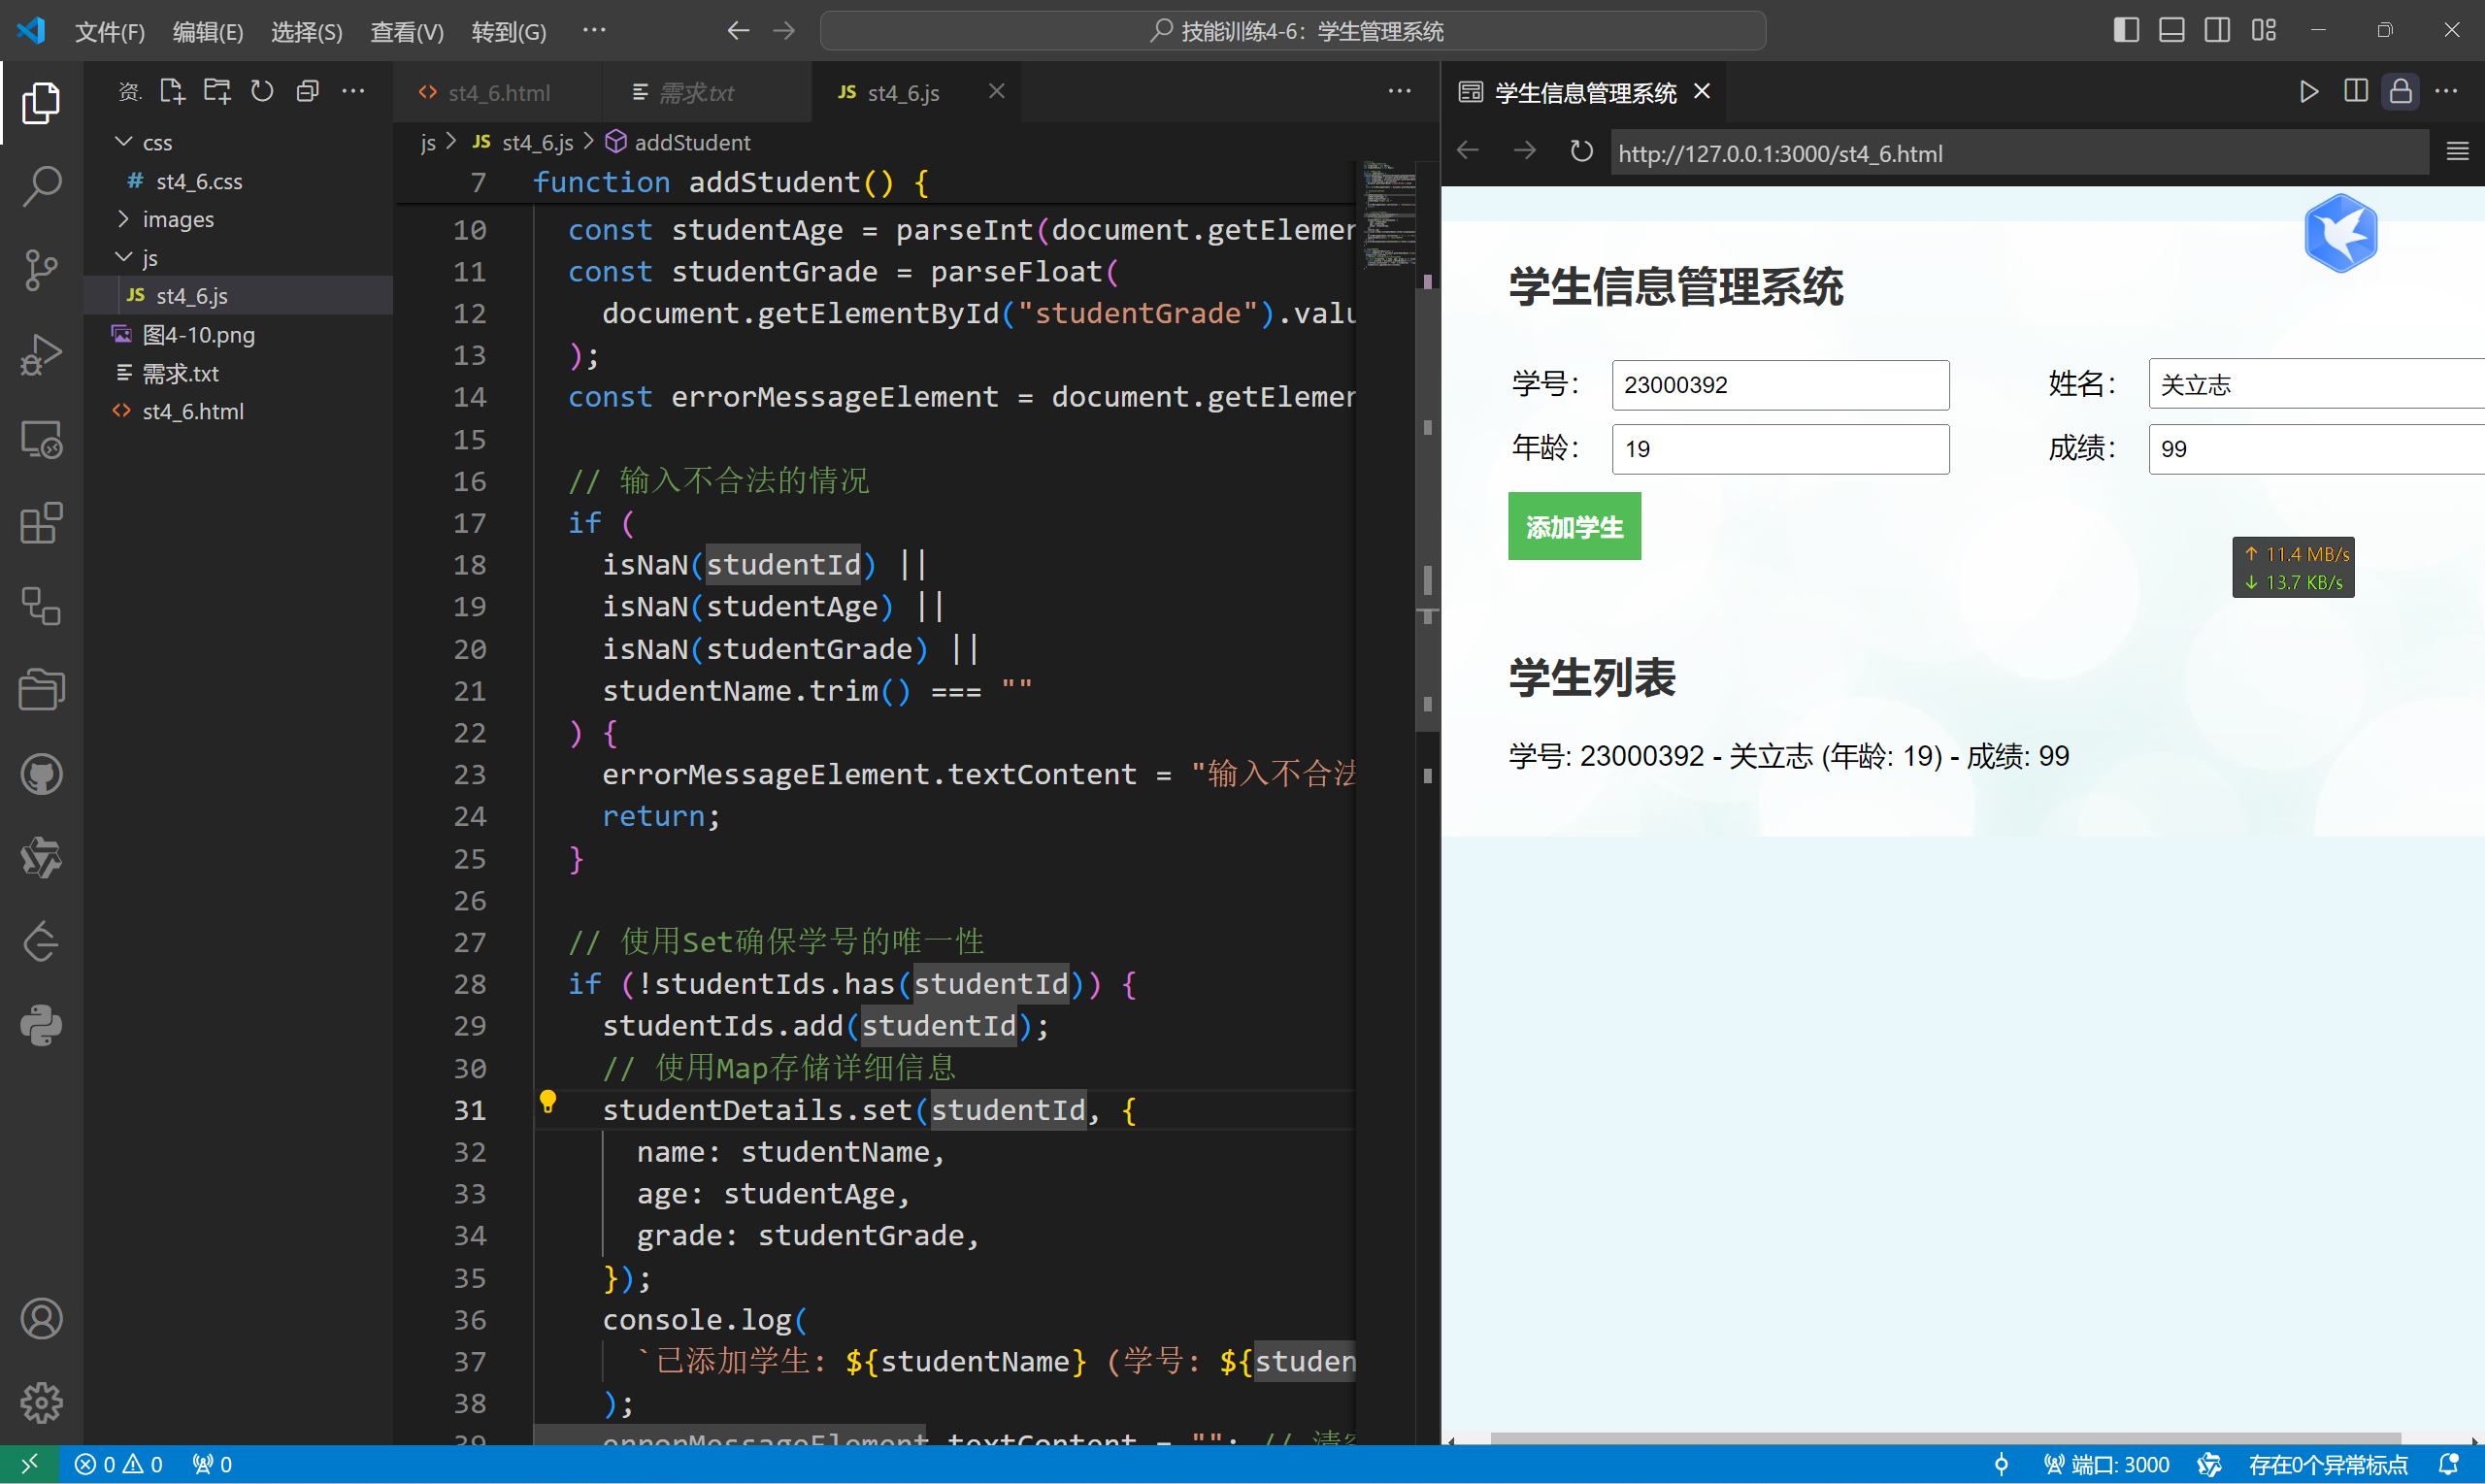 文件(F) 编辑(E) 选择(S) 查看(V) 转到(G) ··· 技能训练4-6：学生管理系统
资.
css
# st4_6.css
images
js
JS st4_6.js
图4-10.png
需求.txt
<> st4_6.html
<> st4_6.html 需求.txt JS st4_6.js
js > JS st4_6.js > addStudent
7 function addStudent() {
10 const studentAge = parseInt(document.getElemen
11 const studentGrade = parseFloat(
12 document.getElementById("studentGrade").valu
13 );
14 const errorMessageElement = document.getElemen
15
16 // 输入不合法的情况
17 if (
18 isNaN(studentId) ||
19 isNaN(studentAge) ||
20 isNaN(studentGrade) ||
21 studentName.trim() === ""
22 ) {
23 errorMessageElement.textContent = "输入不合法
24 return;
25 }
26
27 // 使用Set确保学号的唯一性
28 if (!studentIds.has(studentId)) {
29 studentIds.add(studentId);
30 // 使用Map存储详细信息
31 studentDetails.set(studentId, {
32 name: studentName,
33 age: studentAge,
34 grade: studentGrade,
35 });
36 console.log(
37 `已添加学生: ${studentName} (学号: ${studen
38 );
39 errorMessageElement.textContent = ""; // 清
学生信息管理系统
http://127.0.0.1:3000/st4_6.html
学生信息管理系统
学号： 23000392 姓名： 关立志
年龄： 19 成绩： 99
添加学生
↑ 11.4 MB/s
↓ 13.7 KB/s
学生列表
学号: 23000392 - 关立志 (年龄: 19) - 成绩: 99
0 0 0 端口: 3000 存在0个异常标点